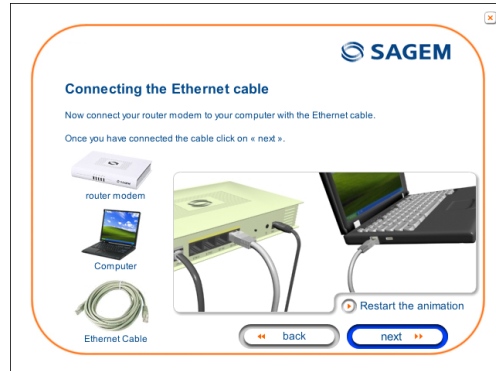 SAGEM
Connecting the Ethernet cable
Now connect your router modem to your computer with the Ethernet cable.
Once you have connected the cable click on « next ».
router modem
Computer
Ethernet Cable
Restart the animation
back
next